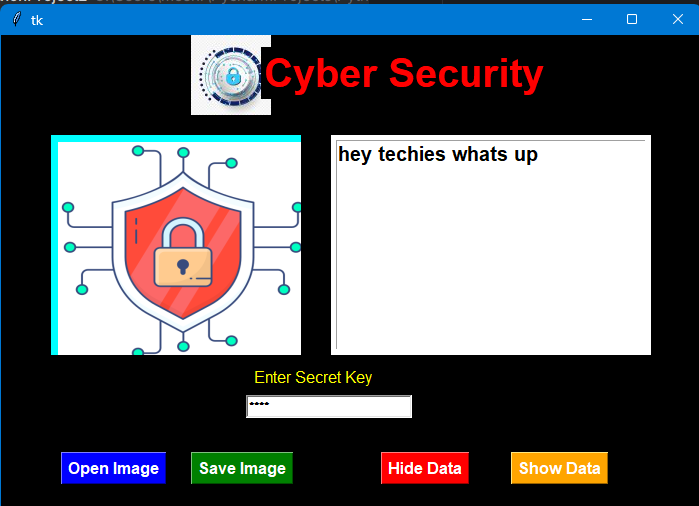 tk
Cyber Security
hey techies whats up
Enter Secret Key
****
Open Image
Save Image
Hide Data
Show Data